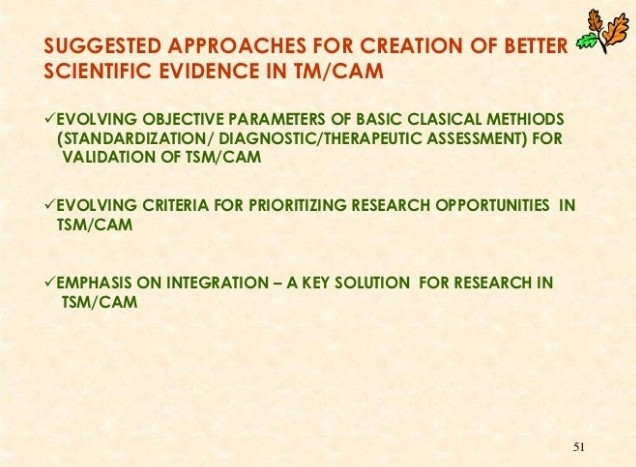 SUGGESTED APPROACHES FOR CREATION OF BETTER
SCIENTIFIC EVIDENCE IN TM/CAM
✓EVOLVING OBJECTIVE PARAMETERS OF BASIC CLASICAL METHIODS
(STANDARDIZATION/ DIAGNOSTIC/THERAPEUTIC ASSESSMENT) FOR
VALIDATION OF TSM/CAM
✓EVOLVING CRITERIA FOR PRIORITIZING RESEARCH OPPORTUNITIES IN
TSM/CAM
✓EMPHASIS ON INTEGRATION – A KEY SOLUTION FOR RESEARCH IN
TSM/CAM
51